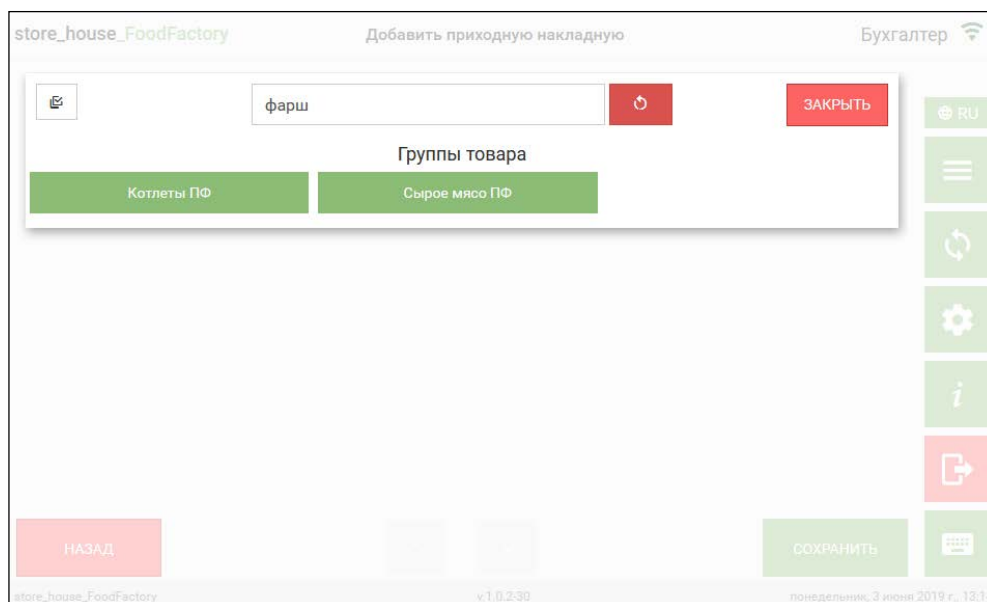 store_house_FoodFactory Добавить приходную накладную Бухгалтер
фарш ЗАКРЫТЬ
RU
Группы товара
Котлеты ПФ Сырое мясо ПФ
НАЗАД СОХРАНИТЬ
store_house_FoodFactory v.1.0.2-30 понедельник, 3 июня 2019 г.,